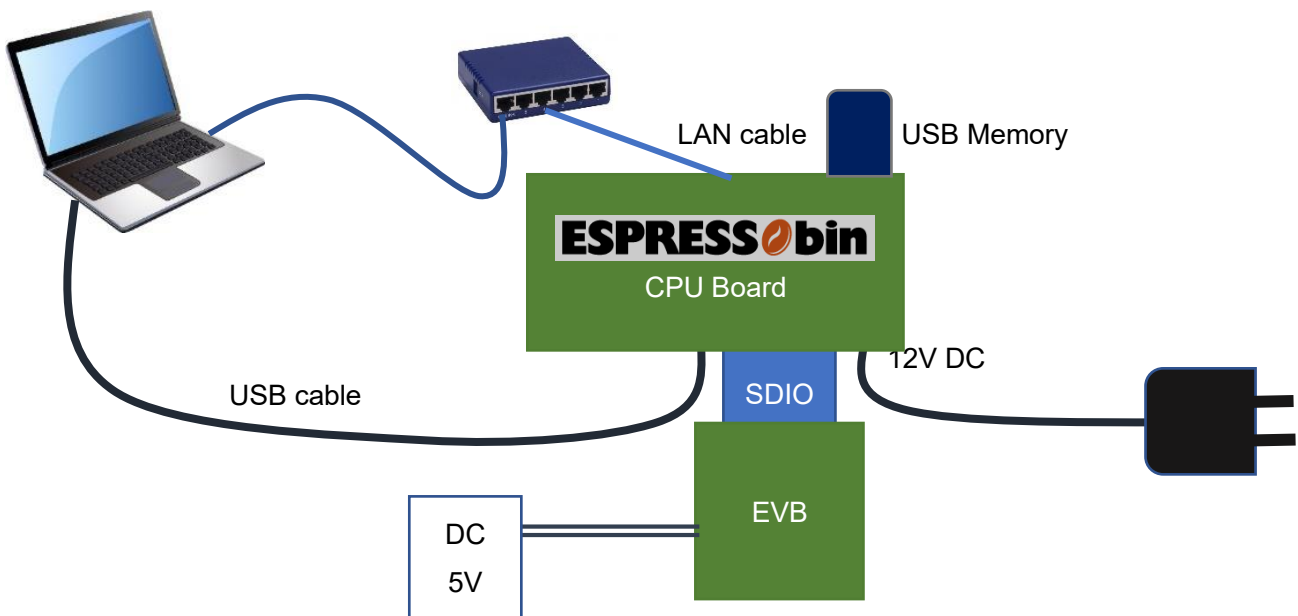 LAN cable
USB Memory
ESPRESSObin
CPU Board
12V DC
USB cable
SDIO
EVB
DC
5V